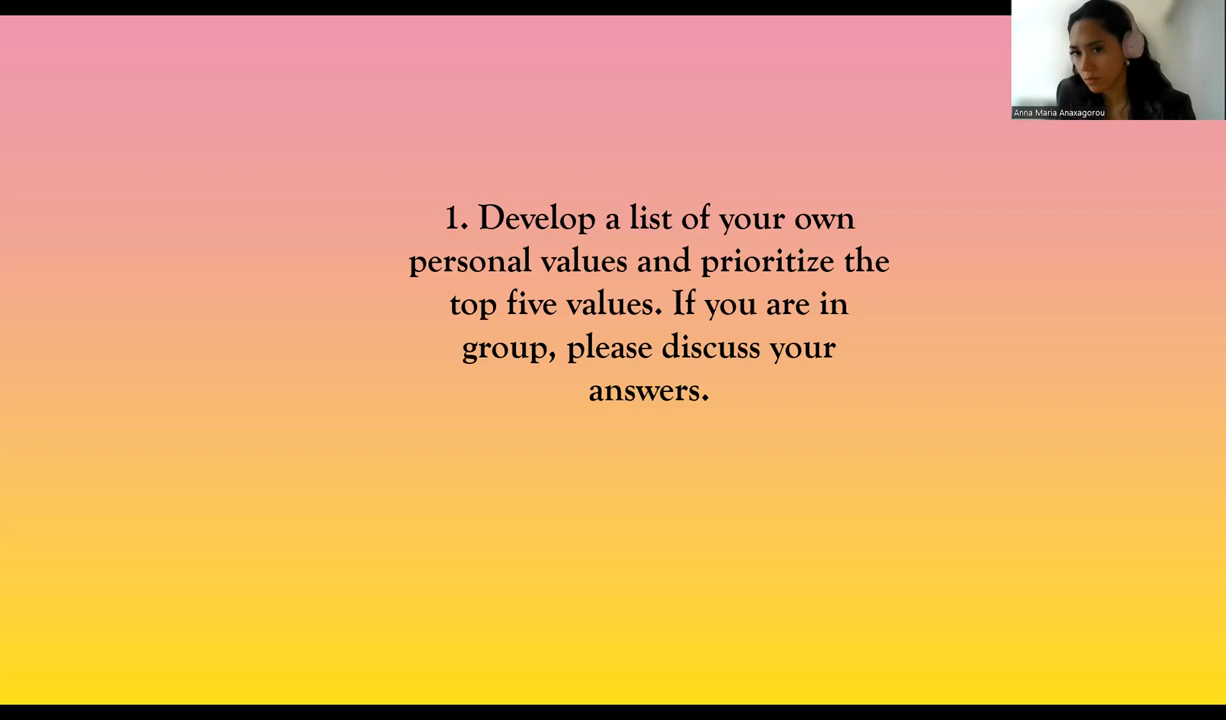 Anna Maria Anaxagorou
1. Develop a list of your own
personal values and prioritize the
top five values. If you are in
group, please discuss your
answers.